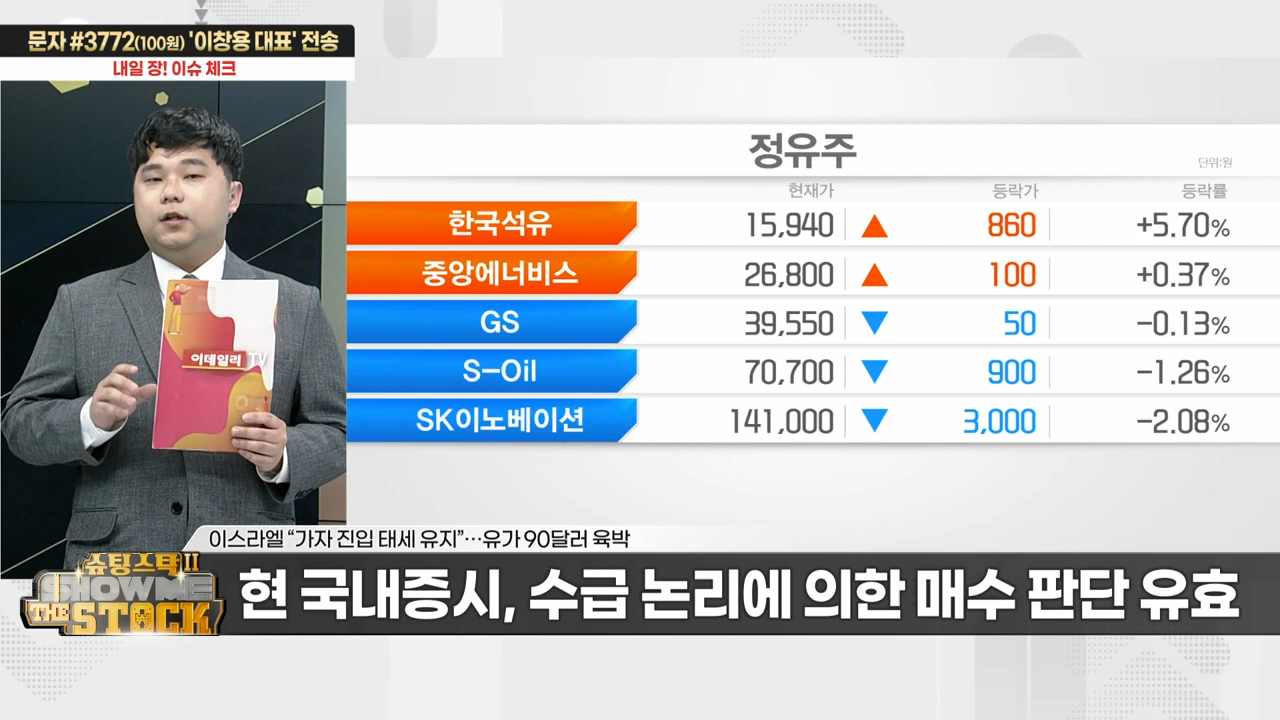 문자 #3772(100원) '이창용 대표' 전송
내일 장! 이슈 체크
이데일리 TV
정유주
단위:원
현재가 등락가 등락률
한국석유 15,940 ▲ 860 +5.70%
중앙에너비스 26,800 ▲ 100 +0.37%
GS 39,550 ▼ 50 -0.13%
S-Oil 70,700 ▼ 900 -1.26%
SK이노베이션 141,000 ▼ 3,000 -2.08%
이스라엘 “가자 진입 태세 유지”…유가 90달러 육박
슈팅스탁 II
SHOW ME
THE STOCK
현 국내증시, 수급 논리에 의한 매수 판단 유효